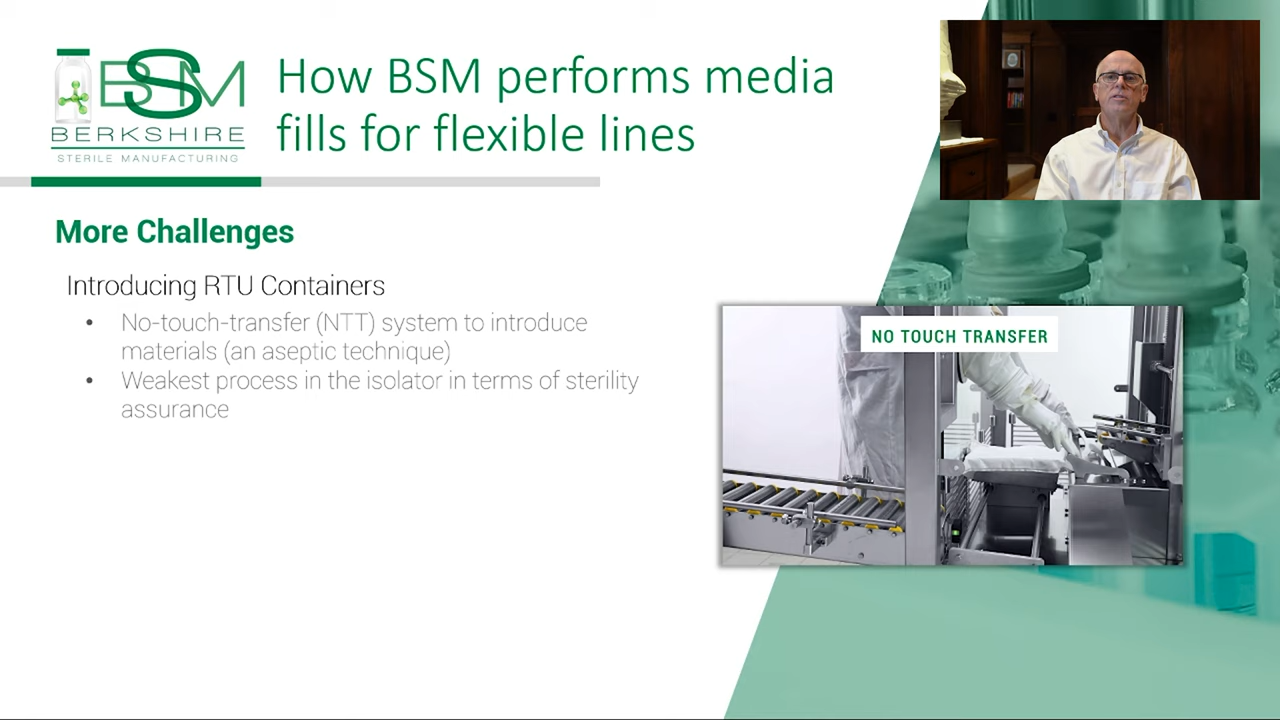 BSM
BERKSHIRE
STERILE MANUFACTURING
How BSM performs media
fills for flexible lines
More Challenges
Introducing RTU Containers
• No-touch-transfer (NTT) system to introduce
materials (an aseptic technique)
• Weakest process in the isolator in terms of sterility
assurance
NO TOUCH TRANSFER